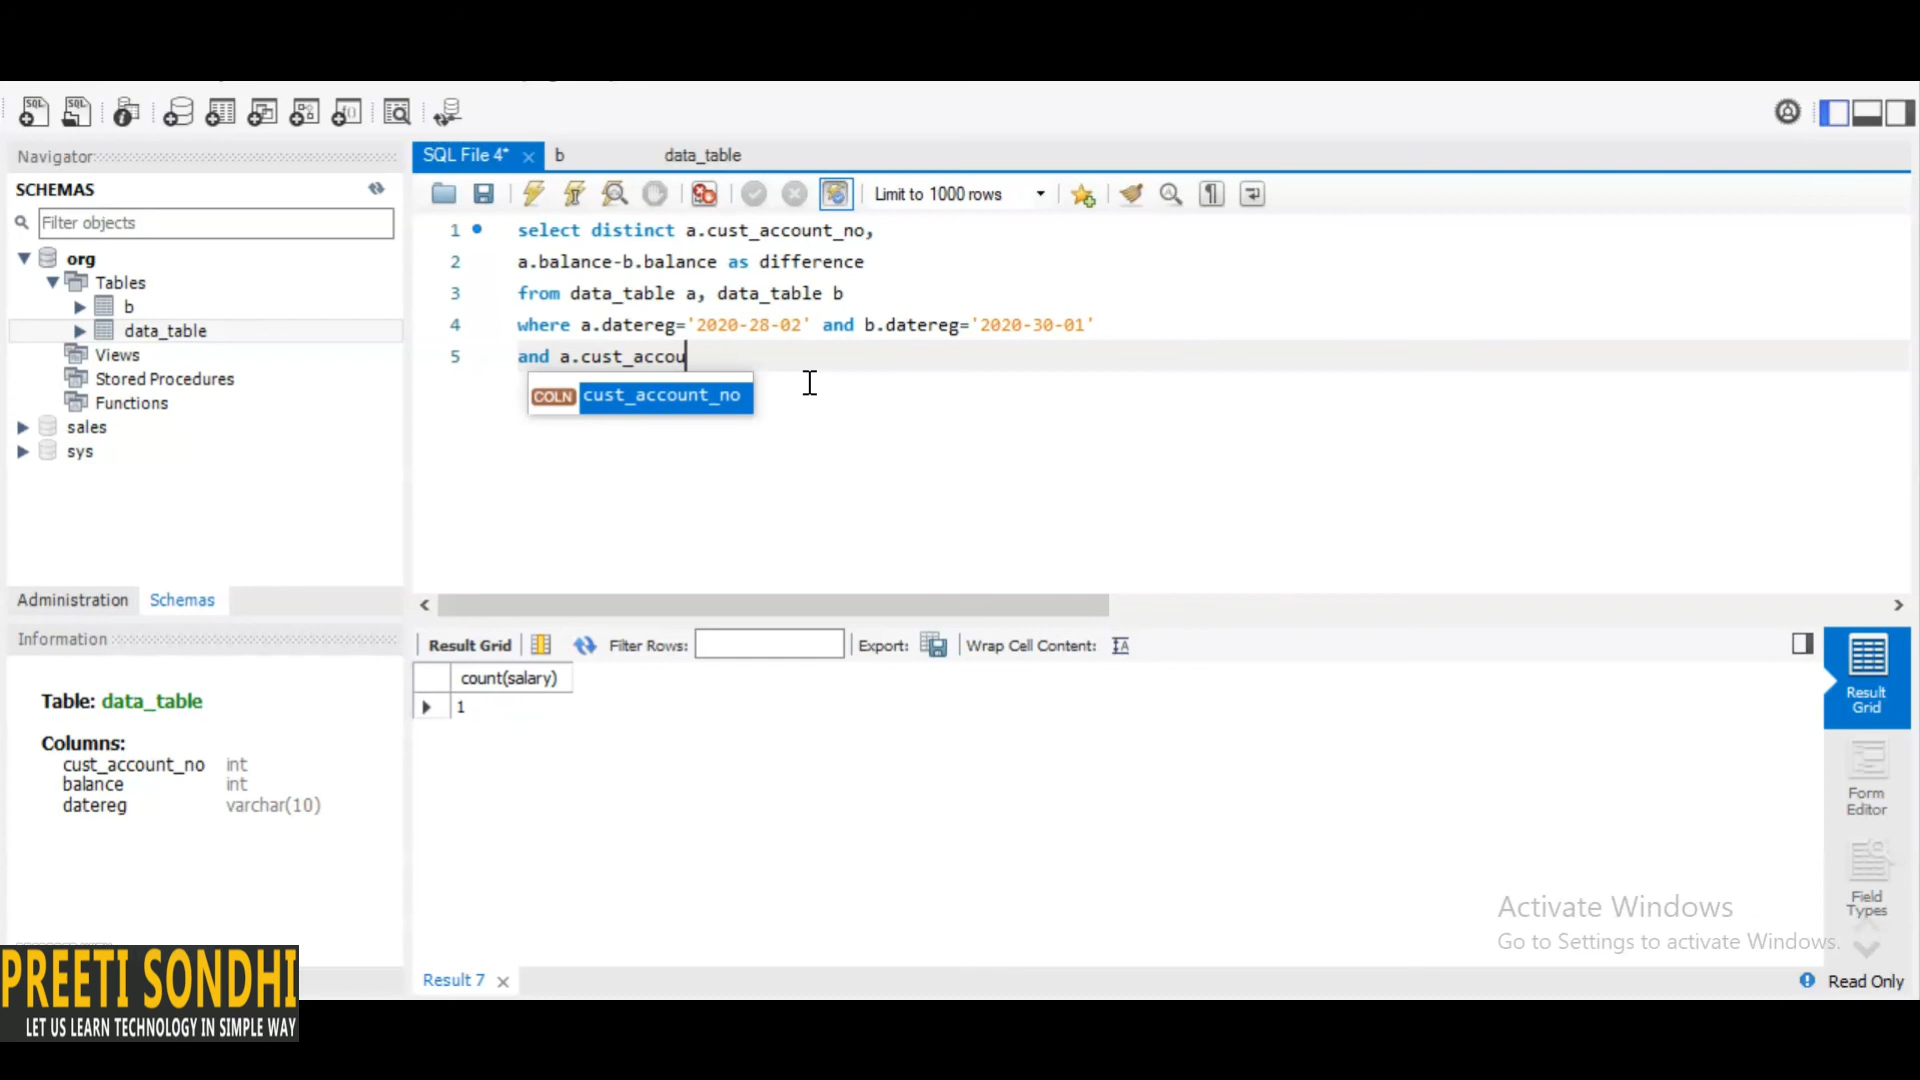 SQL
SQL
Navigator
SCHEMAS
Filter objects
org
Tables
b
data_table
Views
Stored Procedures
Functions
sales
sys
Administration Schemas
Information
Table: data_table
Columns:
cust_account_no int
balance int
datereg varchar(10)
SQL File 4* b data_table
Limit to 1000 rows
1 select distinct a.cust_account_no,
2 a.balance-b.balance as difference
3 from data_table a, data_table b
4 where a.datereg='2020-28-02' and b.datereg='2020-30-01'
5 and a.cust_accou
COLN cust_account_no
Result Grid Filter Rows: Export: Wrap Cell Content:
count(salary)
1
Result
Grid
Form
Editor
Field
Types
Activate Windows
Go to Settings to activate Windows.
Result 7
Read Only
PREETI SONDHI
LET US LEARN TECHNOLOGY IN SIMPLE WAY